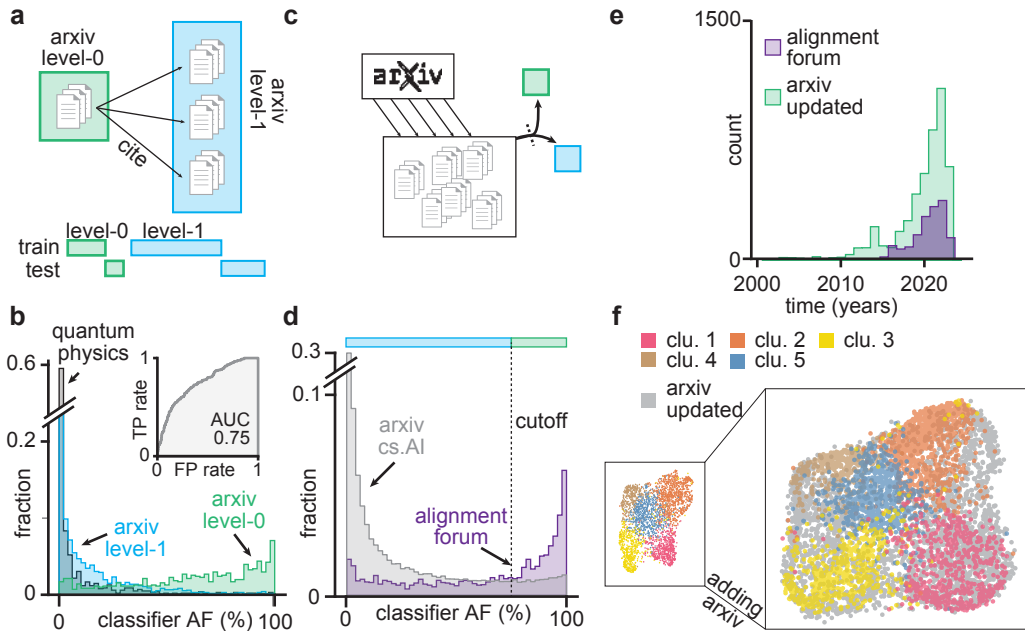 a
arxiv
level-0
cite
arxiv
level-1
level-0 level-1
train
test
b
quantum
physics
0.6
0.2
0
fraction
1
TP rate
0
AUC
0.75
0 FP rate 1
arxiv
level-1
arxiv
level-0
0 classifier AF (%) 100
c
arXiv
d
0.3
0.1
0
fraction
arxiv
cs.AI
cutoff
alignment
forum
0 classifier AF (%) 100
e
1500
count
0
alignment
forum
arxiv
updated
2000 2010 2020
time (years)
f
clu. 1 clu. 2 clu. 3
clu. 4 clu. 5
arxiv
updated
adding
arxiv